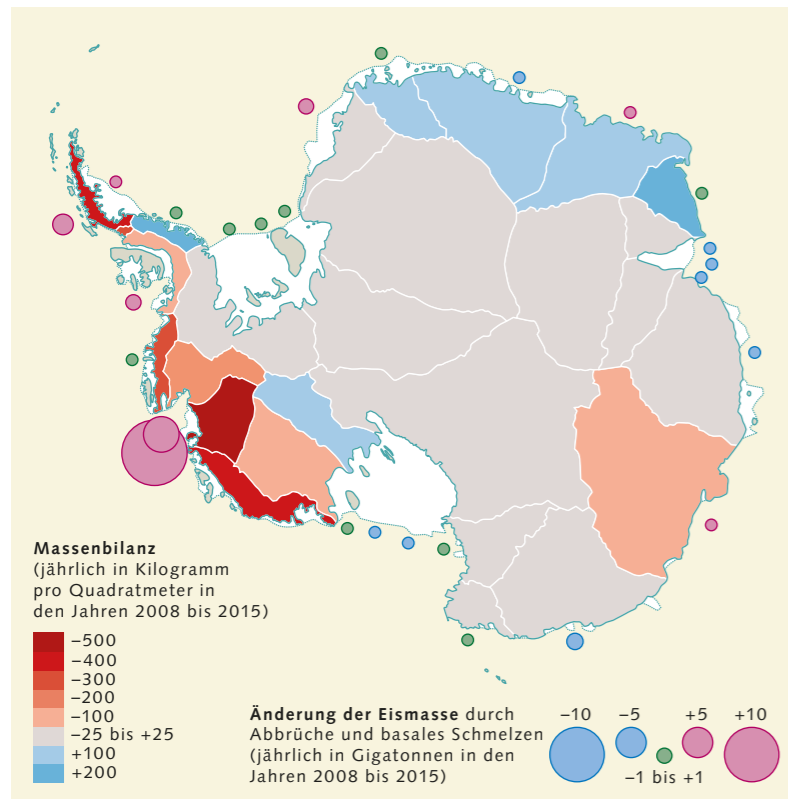 Massenbilanz
(jährlich in Kilogramm
pro Quadratmeter in
den Jahren 2008 bis 2015)
–500
–400
–300
–200
–100
–25 bis +25
+100
+200
Änderung der Eismasse durch
Abbrüche und basales Schmelzen
(jährlich in Gigatonnen in den
Jahren 2008 bis 2015)
–10 –5 +5 +10
–1 bis +1